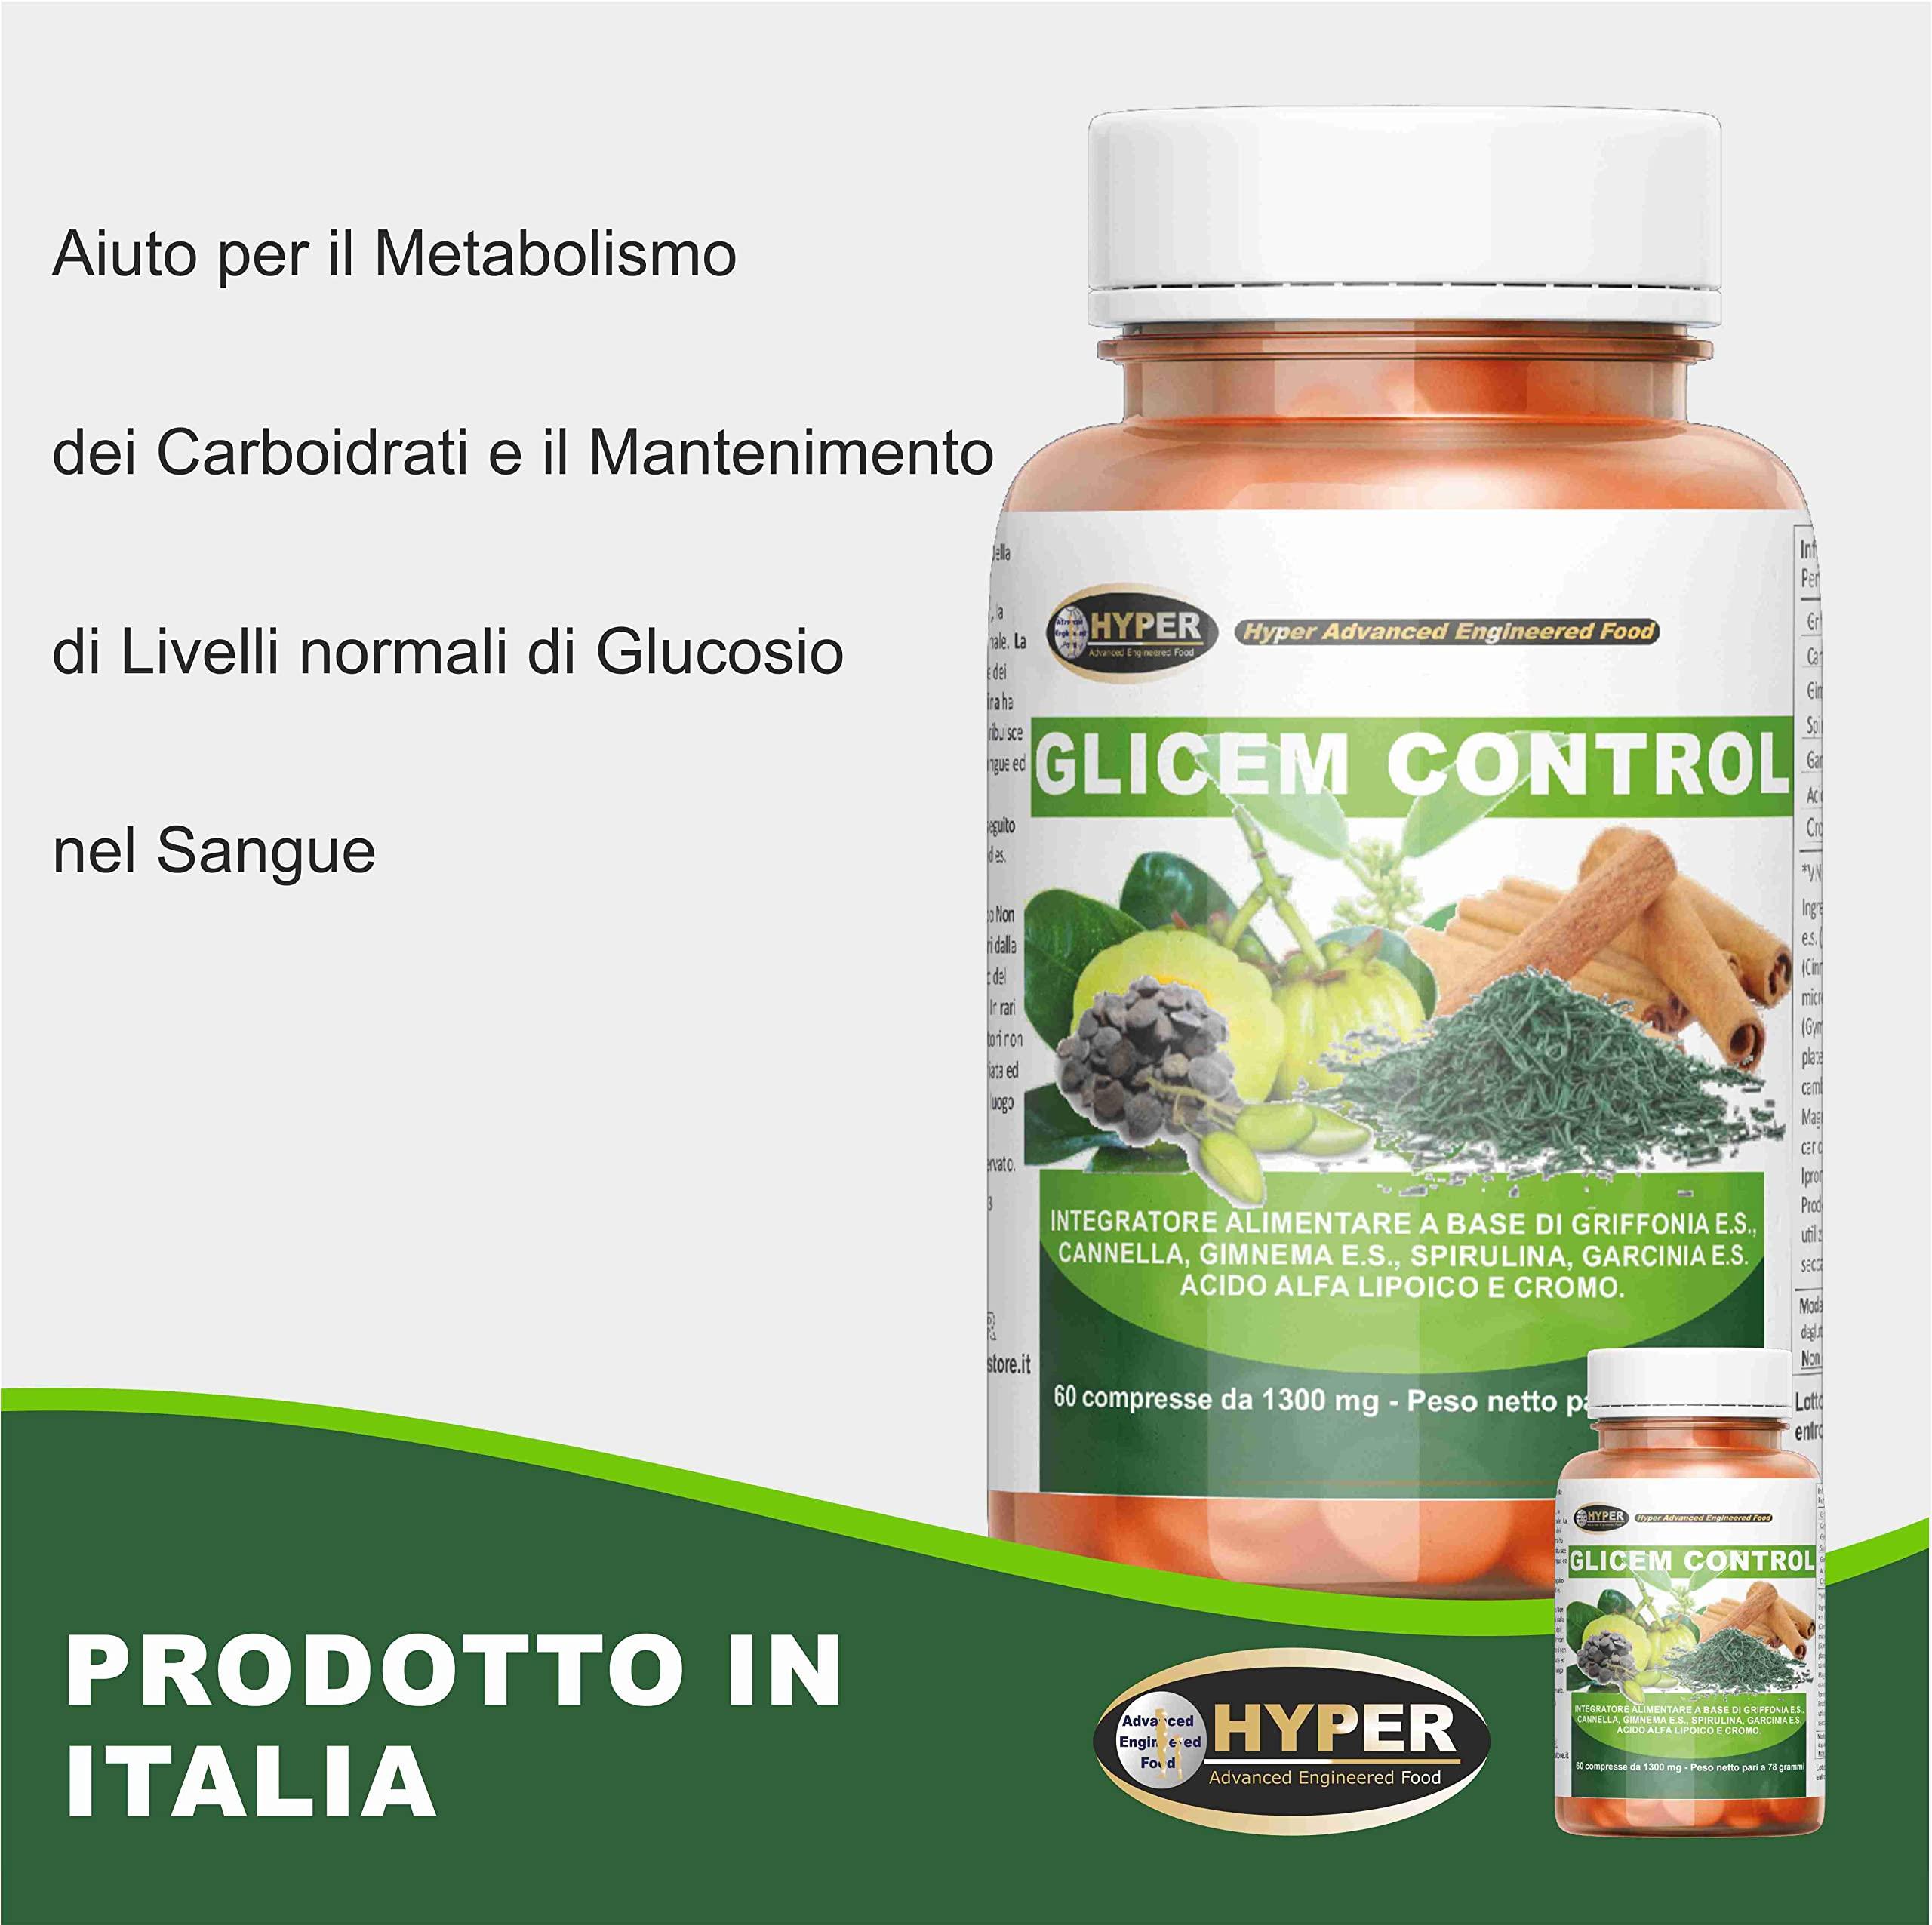 Aiuto per il Metabolismo
dei Carboidrati e il Mantenimento
di Livelli normali di Glucosio
nel Sangue
HYPER
Advanced Engineered Food
Hyper Advanced Engineered Food
GLICEM CONTROL
INTEGRATORE ALIMENTARE A BASE DI GRIFFONIA E.S.,
CANNELLA, GIMNEMA E.S., SPIRULINA, GARCINIA E.S.
ACIDO ALFA LIPOICO E CROMO.
60 compresse da 1300 mg - Peso netto
store.it
PRODOTTO IN
ITALIA
Advanced
Engineered
Food
HYPER
Advanced Engineered Food
HYPER
Hyper Advanced Engineered Food
GLICEM CONTROL
INTEGRATORE ALIMENTARE A BASE DI GRIFFONIA E.S.,
CANNELLA, GIMNEMA E.S., SPIRULINA, GARCINIA E.S.
ACIDO ALFA LIPOICO E CROMO.
60 compresse da 1300 mg - Peso netto pari a 78 grammi